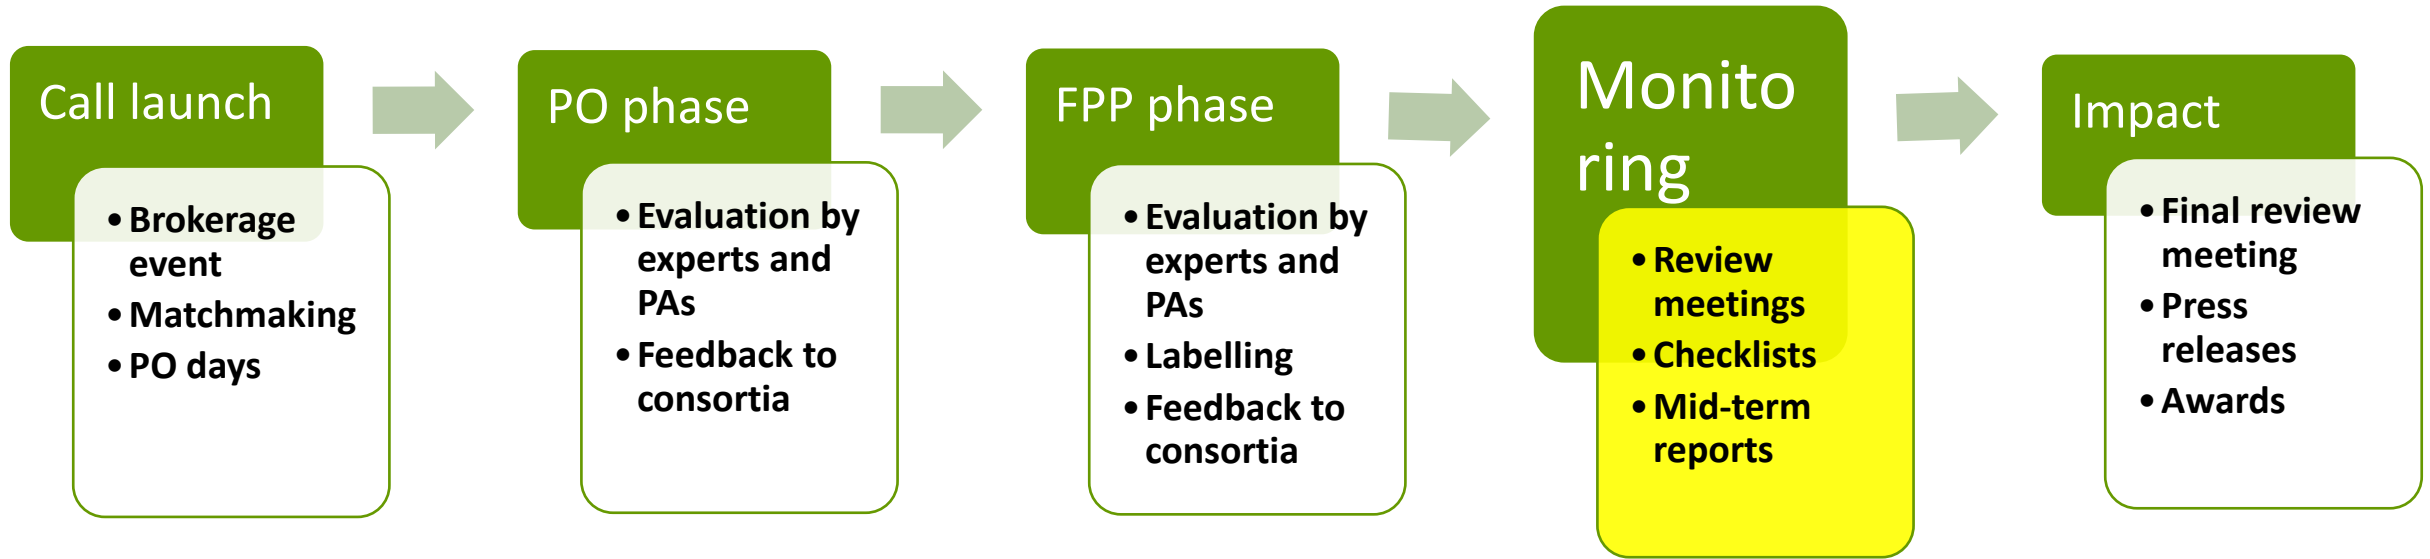 Call launch
• Brokerage
event
• Matchmaking
• PO days
PO phase
• Evaluation by
experts and
PAs
• Feedback to
consortia
FPP phase
• Evaluation by
experts and
PAs
• Labelling
• Feedback to
consortia
Monito
ring
• Review
meetings
• Checklists
• Mid-term
reports
Impact
• Final review
meeting
• Press
releases
• Awards